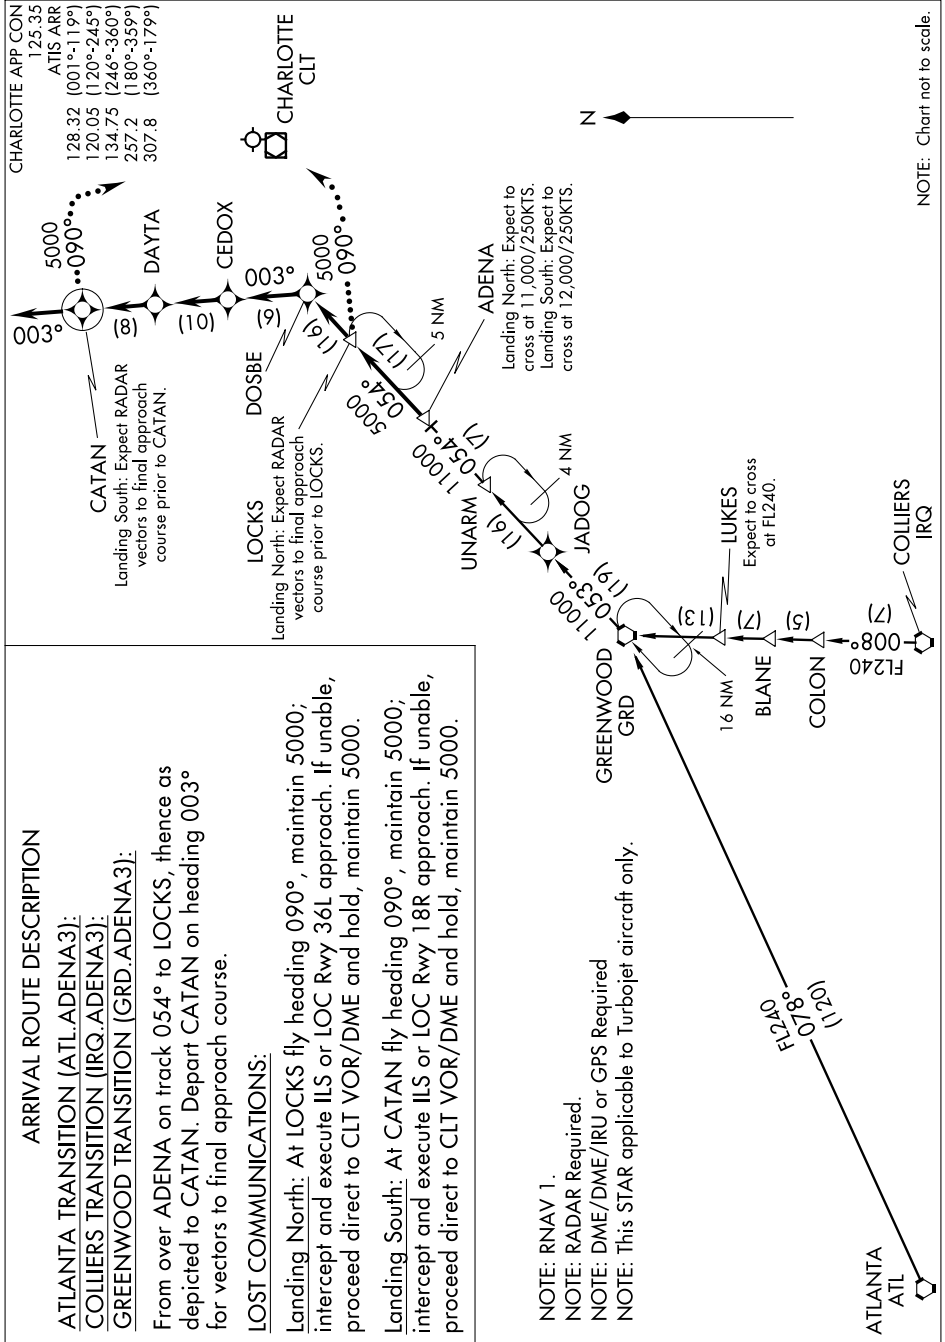 ARRIVAL ROUTE DESCRIPTION
ATLANTA TRANSITION (ATL.ADENA3):
COLLIERS TRANSITION (IRQ.ADENA3):
GREENWOOD TRANSITION (GRD.ADENA3):
From over ADENA on track 054° to LOCKS, thence as
depicted to CATAN. Depart CATAN on heading 003°
for vectors to final approach course.
LOST COMMUNICATIONS:
Landing North: At LOCKS fly heading 090°, maintain 5000;
intercept and execute ILS or LOC Rwy 36L approach. If unable,
proceed direct to CLT VOR/DME and hold, maintain 5000.
Landing South: At CATAN fly heading 090°, maintain 5000;
intercept and execute ILS or LOC Rwy 18R approach. If unable,
proceed direct to CLT VOR/DME and hold, maintain 5000.
NOTE: RNAV 1.
NOTE: RADAR Required.
NOTE: DME/DME/IRU or GPS Required
NOTE: This STAR applicable to Turbojet aircraft only.
CHARLOTTE APP CON
125.35
ATIS ARR
128.32 (001°-119°)
120.05 (120°-245°)
134.75 (246°-360°)
257.2 (180°-359°)
307.8 (360°-179°)
CHARLOTTE
CLT
003°
5000
090°
CATAN
Landing South: Expect RADAR
vectors to final approach
course prior to CATAN.
(8)
DAYTA
(10)
CEDOX
(9)
003°
DOSBE
5000
090°
(16)
LOCKS
Landing North: Expect RADAR
vectors to final approach
course prior to LOCKS.
(17)
5 NM
5000
054°
ADENA
Landing North: Expect to
cross at 11,000/250KTS.
Landing South: Expect to
cross at 12,000/250KTS.
11000
054°
(7)
UNARM
4 NM
(16)
JADOG
11000
053°
(19)
GREENWOOD
GRD
(13)
16 NM
LUKES
Expect to cross
at FL240.
(7)
BLANE
(5)
COLON
FL240
008°
(7)
COLLIERS
IRQ
FL240
078°
(120)
ATLANTA
ATL
N
NOTE: Chart not to scale.